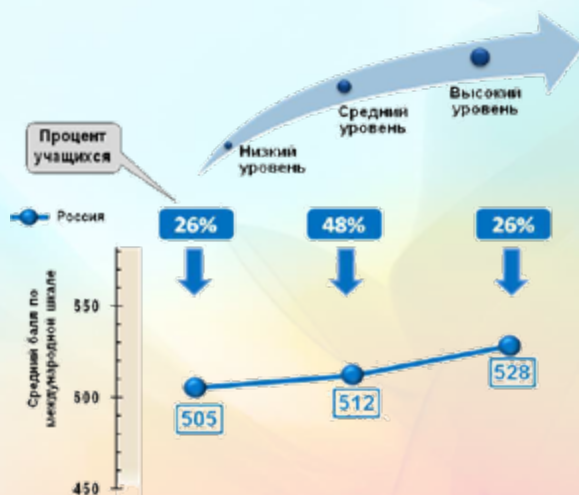 Высокий
уровень
Средний
уровень
Низкий
уровень
Процент
учащихся
Россия
26%
48%
26%
Средний балл по
международной шкале
550
500
450
505
512
528